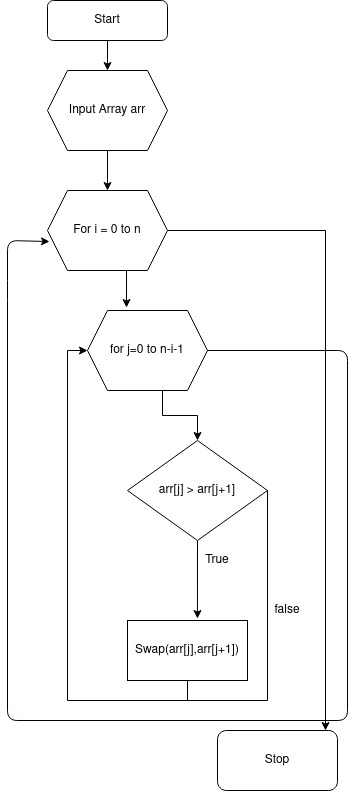 Start
Input Array arr
For i = 0 to n
for j=0 to n-i-1
arr[j] > arr[j+1]
True
false
Swap(arr[j],arr[j+1])
Stop